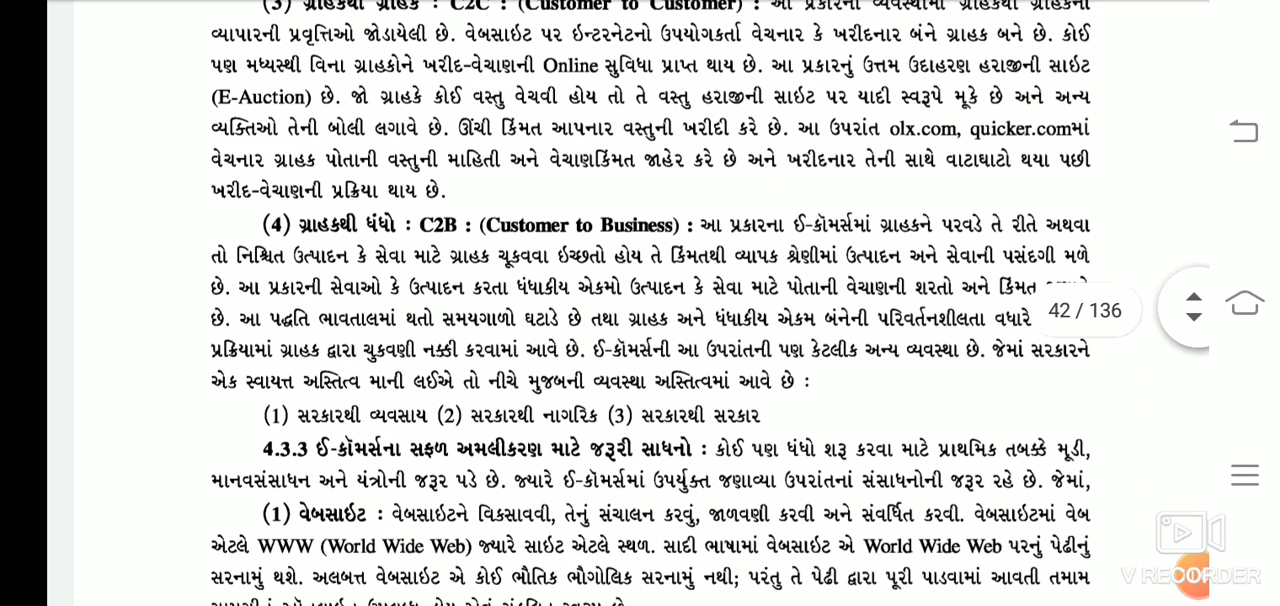 (3) ગ્રાહકથી ગ્રાહક : C2C : (Customer to Customer) : આ પ્રકારની વ્યવસ્થામાં ગ્રાહકથી ગ્રાહકની
વ્યાપારની પ્રવૃત્તિઓ જોડાયેલી છે. વેબસાઇટ પર ઇન્ટરનેટનો ઉપયોગકર્તા વેચનાર કે ખરીદનાર બંને ગ્રાહક બને છે. કોઈ
પણ મધ્યસ્થી વિના ગ્રાહકોને ખરીદ-વેચાણની Online સુવિધા પ્રાપ્ત થાય છે. આ પ્રકારનું ઉત્તમ ઉદાહરણ હરાજીની સાઇટ
(E-Auction) છે. જો ગ્રાહકે કોઈ વસ્તુ વેચવી હોય તો તે વસ્તુ હરાજીની સાઇટ પર યાદી સ્વરૂપે મૂકે છે અને અન્ય
વ્યક્તિઓ તેની બોલી લગાવે છે. ઊંચી કિંમત આપનાર વસ્તુની ખરીદી કરે છે. આ ઉપરાંત olx.com, quicker.comમાં
વેચનાર ગ્રાહક પોતાની વસ્તુની માહિતી અને વેચાણકિંમત જાહેર કરે છે અને ખરીદનાર તેની સાથે વાટાઘાટો થયા પછી
ખરીદ-વેચાણની પ્રક્રિયા થાય છે.
(4) ગ્રાહકથી ધંધો : C2B : (Customer to Business) : આ પ્રકારના ઈ-કૉમર્સમાં ગ્રાહકને પરવડે તે રીતે અથવા
તો નિશ્ચિત ઉત્પાદન કે સેવા માટે ગ્રાહક ચૂકવવા ઇચ્છતો હોય તે કિંમતથી વ્યાપક શ્રેણીમાં ઉત્પાદન અને સેવાની પસંદગી મળે
છે. આ પ્રકારની સેવાઓ કે ઉત્પાદન કરતા ધંધાકીય એકમો ઉત્પાદન કે સેવા માટે પોતાની વેચાણની શરતો અને કિંમત
છે. આ પદ્ધતિ ભાવતાલમાં થતો સમયગાળો ઘટાડે છે તથા ગ્રાહક અને ધંધાકીય એકમ બંનેની પરિવર્તનશીલતા વધારે
પ્રક્રિયામાં ગ્રાહક દ્વારા ચુકવણી નક્કી કરવામાં આવે છે. ઈ-કૉમર્સની આ ઉપરાંતની પણ કેટલીક અન્ય વ્યવસ્થા છે. જેમાં સરકારને
એક સ્વાયત્ત અસ્તિત્વ માની લઈએ તો નીચે મુજબની વ્યવસ્થા અસ્તિત્વમાં આવે છે :
(1) સરકારથી વ્યવસાય (2) સરકારથી નાગરિક (3) સરકારથી સરકાર
4.3.3 ઈ-કૉમર્સના સફળ અમલીકરણ માટે જરૂરી સાધનો : કોઈ પણ ધંધો શરૂ કરવા માટે પ્રાથમિક તબક્કે મૂડી,
માનવસંસાધન અને યંત્રોની જરૂર પડે છે. જ્યારે ઈ-કૉમર્સમાં ઉપર્યુક્ત જણાવ્યા ઉપરાંતનાં સંસાધનોની જરૂર રહે છે. જેમાં,
(1) વેબસાઇટ : વેબસાઇટને વિકસાવવી, તેનું સંચાલન કરવું, જાળવણી કરવી અને સંવર્ધિત કરવી. વેબસાઇટમાં વેબ
એટલે WWW (World Wide Web) જ્યારે સાઇટ એટલે સ્થળ. સાદી ભાષામાં વેબસાઇટ એ World Wide Web પરનું પેઢીનું
સરનામું થશે. અલબત્ત વેબસાઇટ એ કોઈ ભૌતિક ભૌગોલિક સરનામું નથી; પરંતુ તે પેઢી દ્વારા પૂરી પાડવામાં આવતી તમામ
42 / 136
V RECORDER